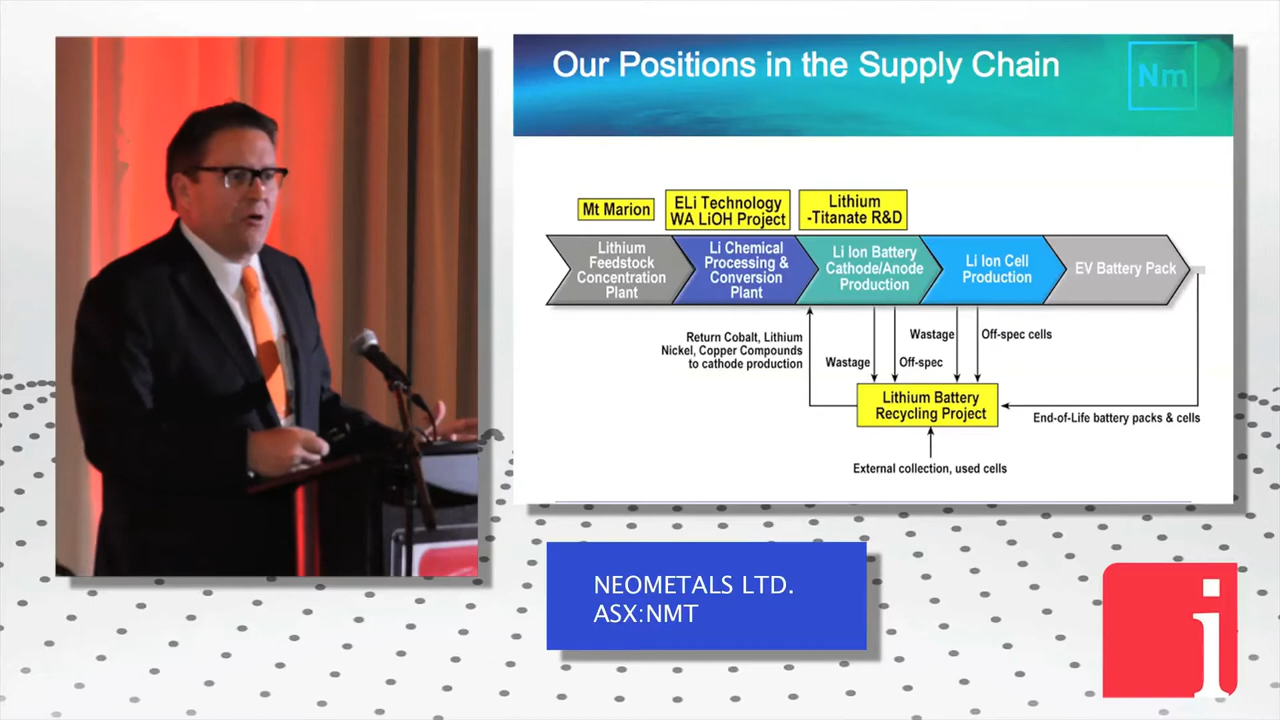 Our Positions in the Supply Chain
Nm
Mt Marion
ELi Technology
WA LiOH Project
Lithium
-Titanate R&D
Lithium
Feedstock
Concentration
Plant
Li Chemical
Processing &
Conversion
Plant
Li Ion Battery
Cathode/Anode
Production
Li Ion Cell
Production
EV Battery Pack
Return Cobalt, Lithium
Nickel, Copper Compounds
to cathode production
Wastage
Off-spec
Wastage
Off-spec cells
Lithium Battery
Recycling Project
End-of-Life battery packs & cells
External collection, used cells
NEOMETALS LTD.
ASX:NMT
i